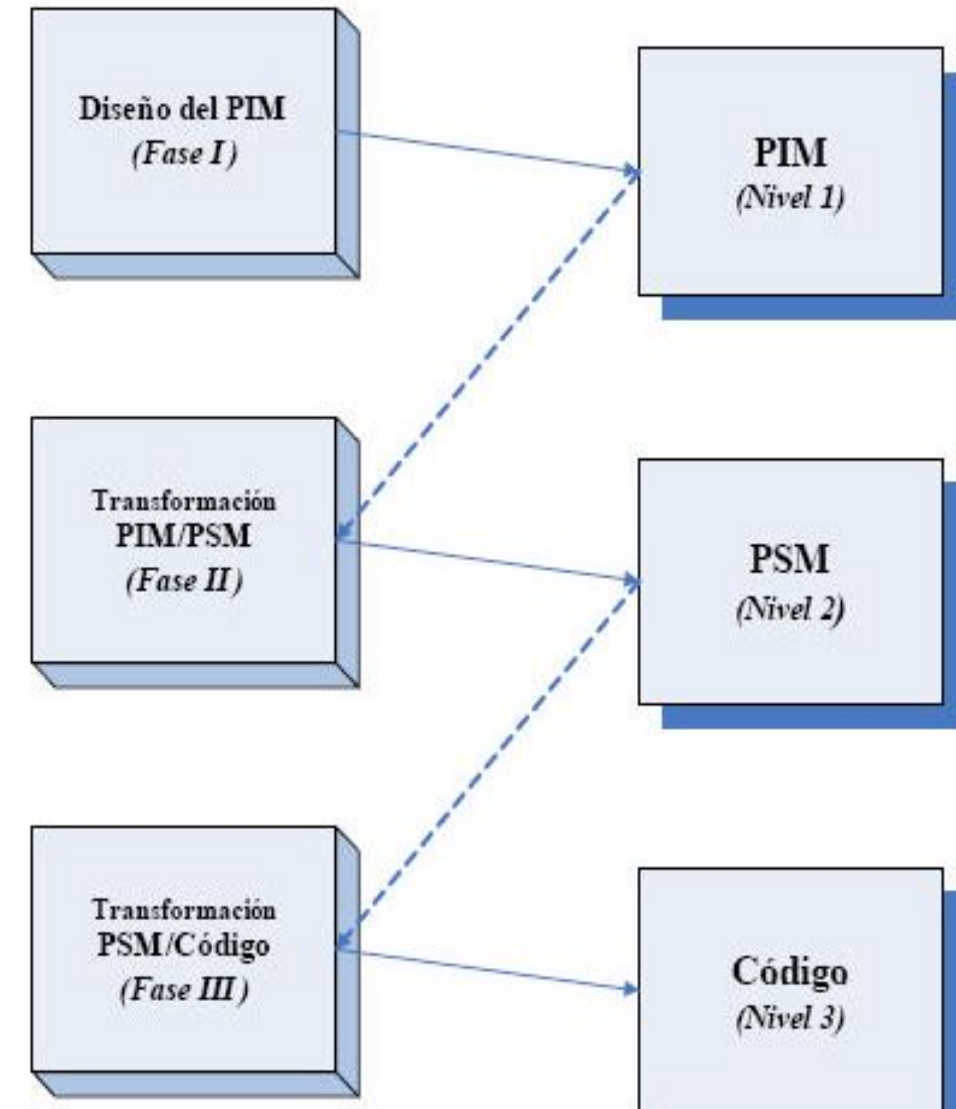 Diseño del PIM
(Fase I)
PIM
(Nivel 1)
Transformación
PIM/PSM
(Fase II)
PSM
(Nivel 2)
Transformación
PSM/Código
(Fase III)
Código
(Nivel 3)